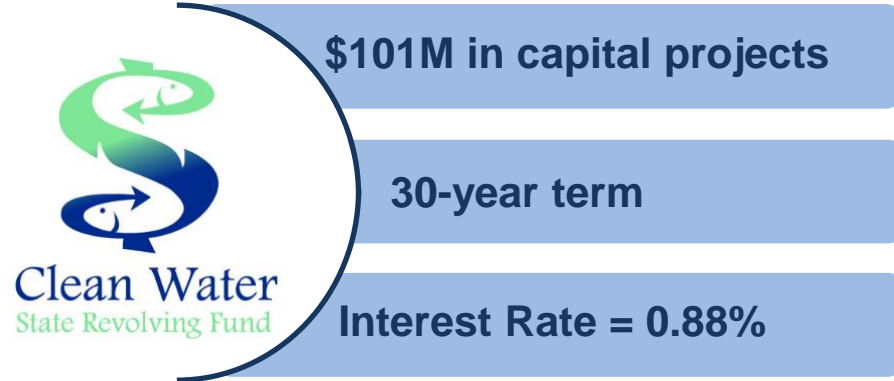 $101M in capital projects
30-year term
Clean Water
State Revolving Fund
Interest Rate = 0.88%